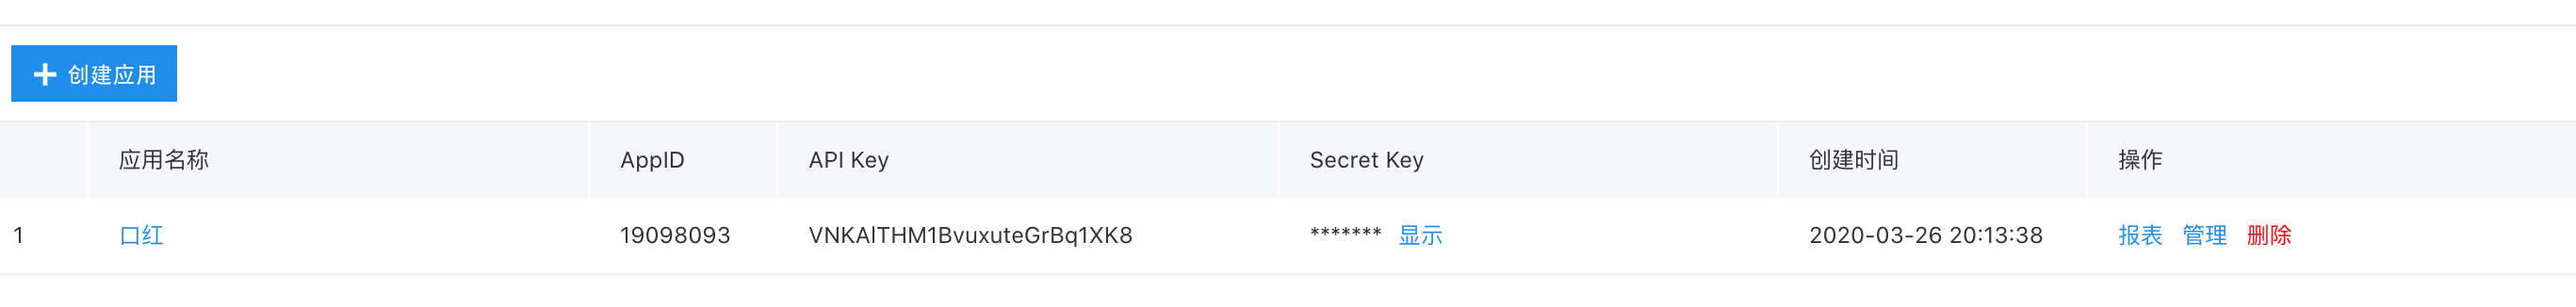 创建应用
应用名称 AppID API Key Secret Key 创建时间 操作
1 口红 19098093 VNKAlTHM1BvuxuteGrBq1XK8 ******* 显示 2020-03-26 20:13:38 报表 管理 删除